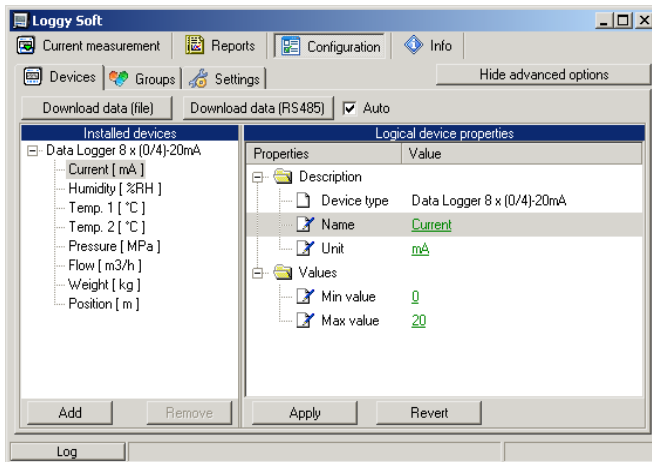 Loggy Soft
Current measurement Reports Configuration Info
Devices Groups Settings Hide advanced options
Download data (file) Download data (RS485) Auto
Installed devices
Data Logger 8 x (0/4)-20mA
Current [ mA ]
Humidity [ %RH ]
Temp. 1 [ °C ]
Temp. 2 [ °C ]
Pressure [ MPa ]
Flow [ m3/h ]
Weight [ kg ]
Position [ m ]
Add Remove
Logical device properties
Properties Value
Description
Device type Data Logger 8 x (0/4)-20mA
Name Current
Unit mA
Values
Min value 0
Max value 20
Apply Revert
Log